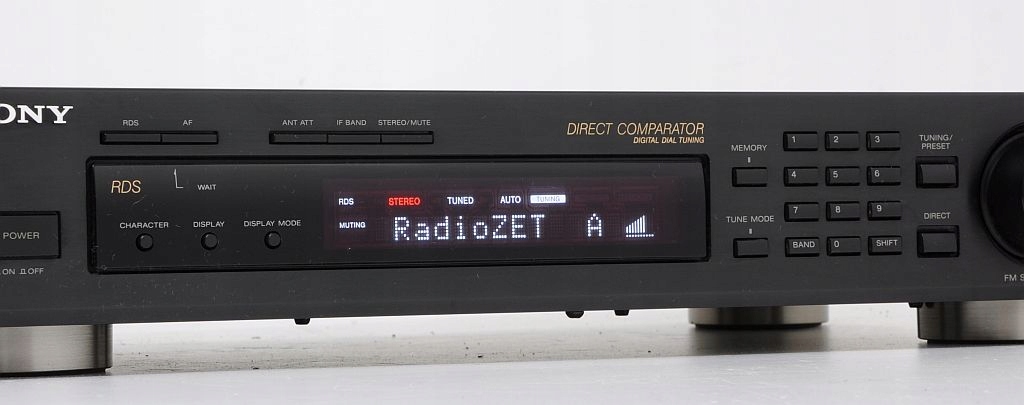 ONY
RDS AF ANT ATT IF BAND STEREO/MUTE
DIRECT COMPARATOR
DIGITAL DIAL TUNING
RDS WAIT
CHARACTER DISPLAY DISPLAY MODE
POWER
ON OFF
RDS STEREO TUNED AUTO TUNING
MUTING RadioZET A
MEMORY
TUNE MODE
1 2 3
4 5 6
7 8 9
BAND 0 SHIFT
TUNING/
PRESET
DIRECT
FM S